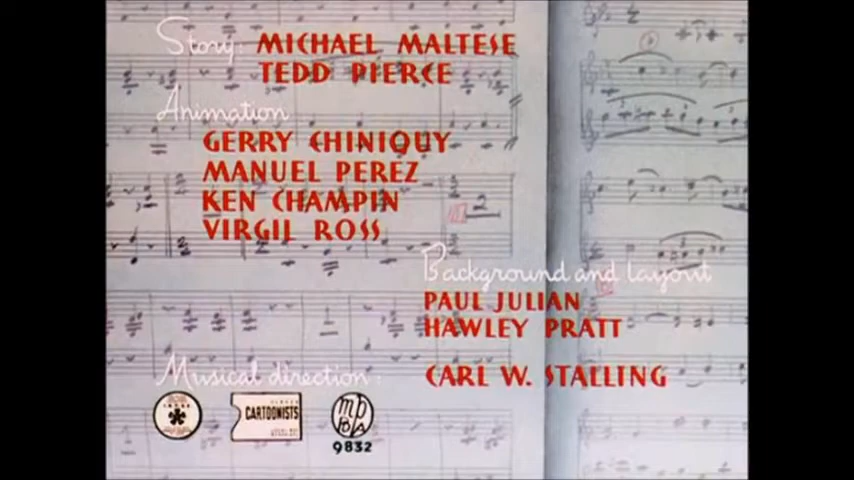 Story:
MICHAEL MALTESE
TEDD PIERCE
Animation
GERRY CHINIQUY
MANUEL PEREZ
KEN CHAMPIN
VIRGIL ROSS
Background and layout
PAUL JULIAN
HAWLEY PRATT
Musical direction:
CARL W. STALLING
CARTOONISTS
9832